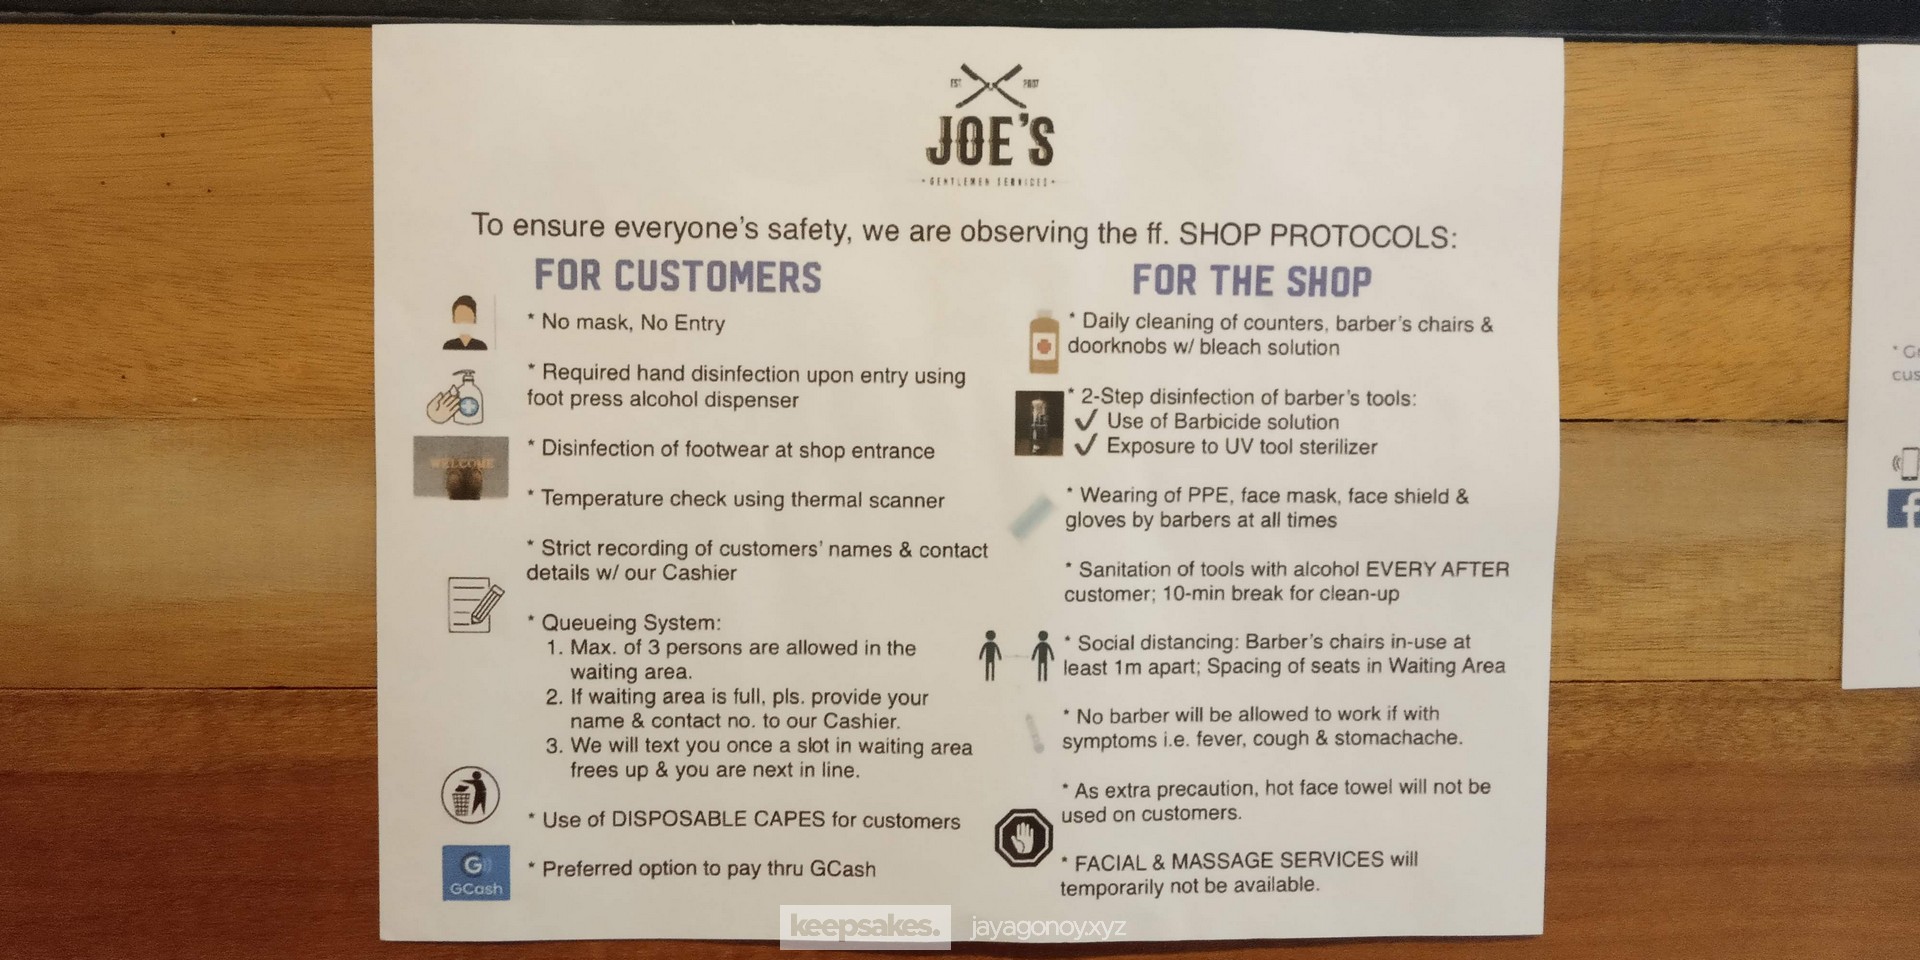 EST 2007
JOE'S
• GENTLEMEN SERVICES •
To ensure everyone's safety, we are observing the ff. SHOP PROTOCOLS:
FOR CUSTOMERS
* No mask, No Entry
* Required hand disinfection upon entry using
foot press alcohol dispenser
WELCOME
* Disinfection of footwear at shop entrance
* Temperature check using thermal scanner
* Strict recording of customers' names & contact
details w/ our Cashier
* Queueing System:
1. Max. of 3 persons are allowed in the
waiting area.
2. If waiting area is full, pls. provide your
name & contact no. to our Cashier.
3. We will text you once a slot in waiting area
frees up & you are next in line.
* Use of DISPOSABLE CAPES for customers
G
GCash
* Preferred option to pay thru GCash
FOR THE SHOP
* Daily cleaning of counters, barber's chairs &
doorknobs w/ bleach solution
* 2-Step disinfection of barber's tools:
✓ Use of Barbicide solution
✓ Exposure to UV tool sterilizer
* Wearing of PPE, face mask, face shield &
gloves by barbers at all times
* Sanitation of tools with alcohol EVERY AFTER
customer; 10-min break for clean-up
* Social distancing: Barber's chairs in-use at
least 1m apart; Spacing of seats in Waiting Area
* No barber will be allowed to work if with
symptoms i.e. fever, cough & stomachache.
* As extra precaution, hot face towel will not be
used on customers.
* FACIAL & MASSAGE SERVICES will
temporarily not be available.
cus
f
keepsakes. jayagonoy.xyz